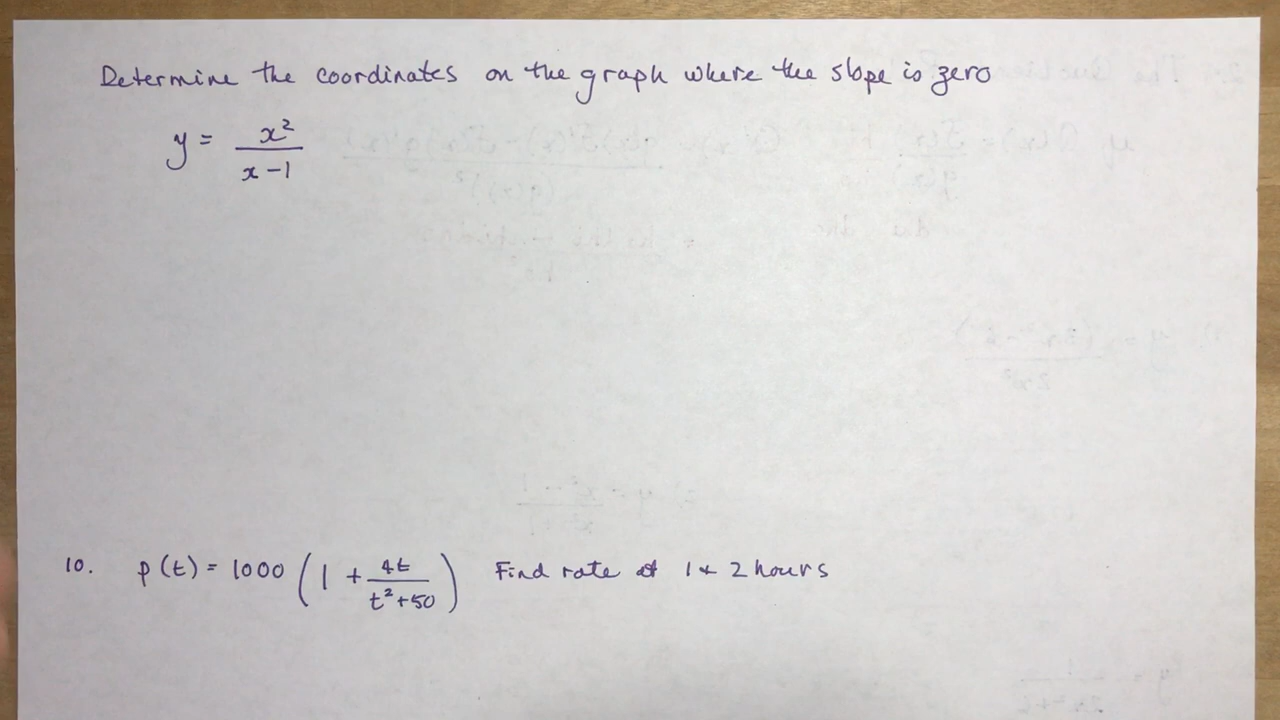 Determine the coordinates on the graph where the slope is zero
y = x² / (x - 1)
10. p(t) = 1000 (1 + 4t / (t² + 50)) Find rate at 1 & 2 hours